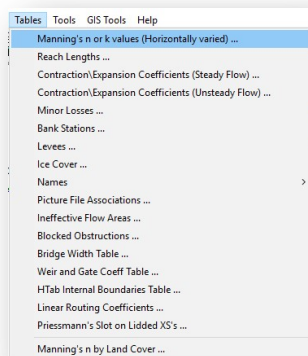 Tables Tools GIS Tools Help
Manning's n or k values (Horizontally varied) ...
Reach Lengths ...
Contraction\Expansion Coefficients (Steady Flow) ...
Contraction\Expansion Coefficients (Unsteady Flow) ...
Minor Losses ...
Bank Stations ...
Levees ...
Ice Cover ...
Names >
Picture File Associations ...
Ineffective Flow Areas ...
Blocked Obstructions ...
Bridge Width Table ...
Weir and Gate Coeff Table ...
HTab Internal Boundaries Table ...
Linear Routing Coefficients ...
Priessmann's Slot on Lidded XS's ...
Manning's n by Land Cover ...